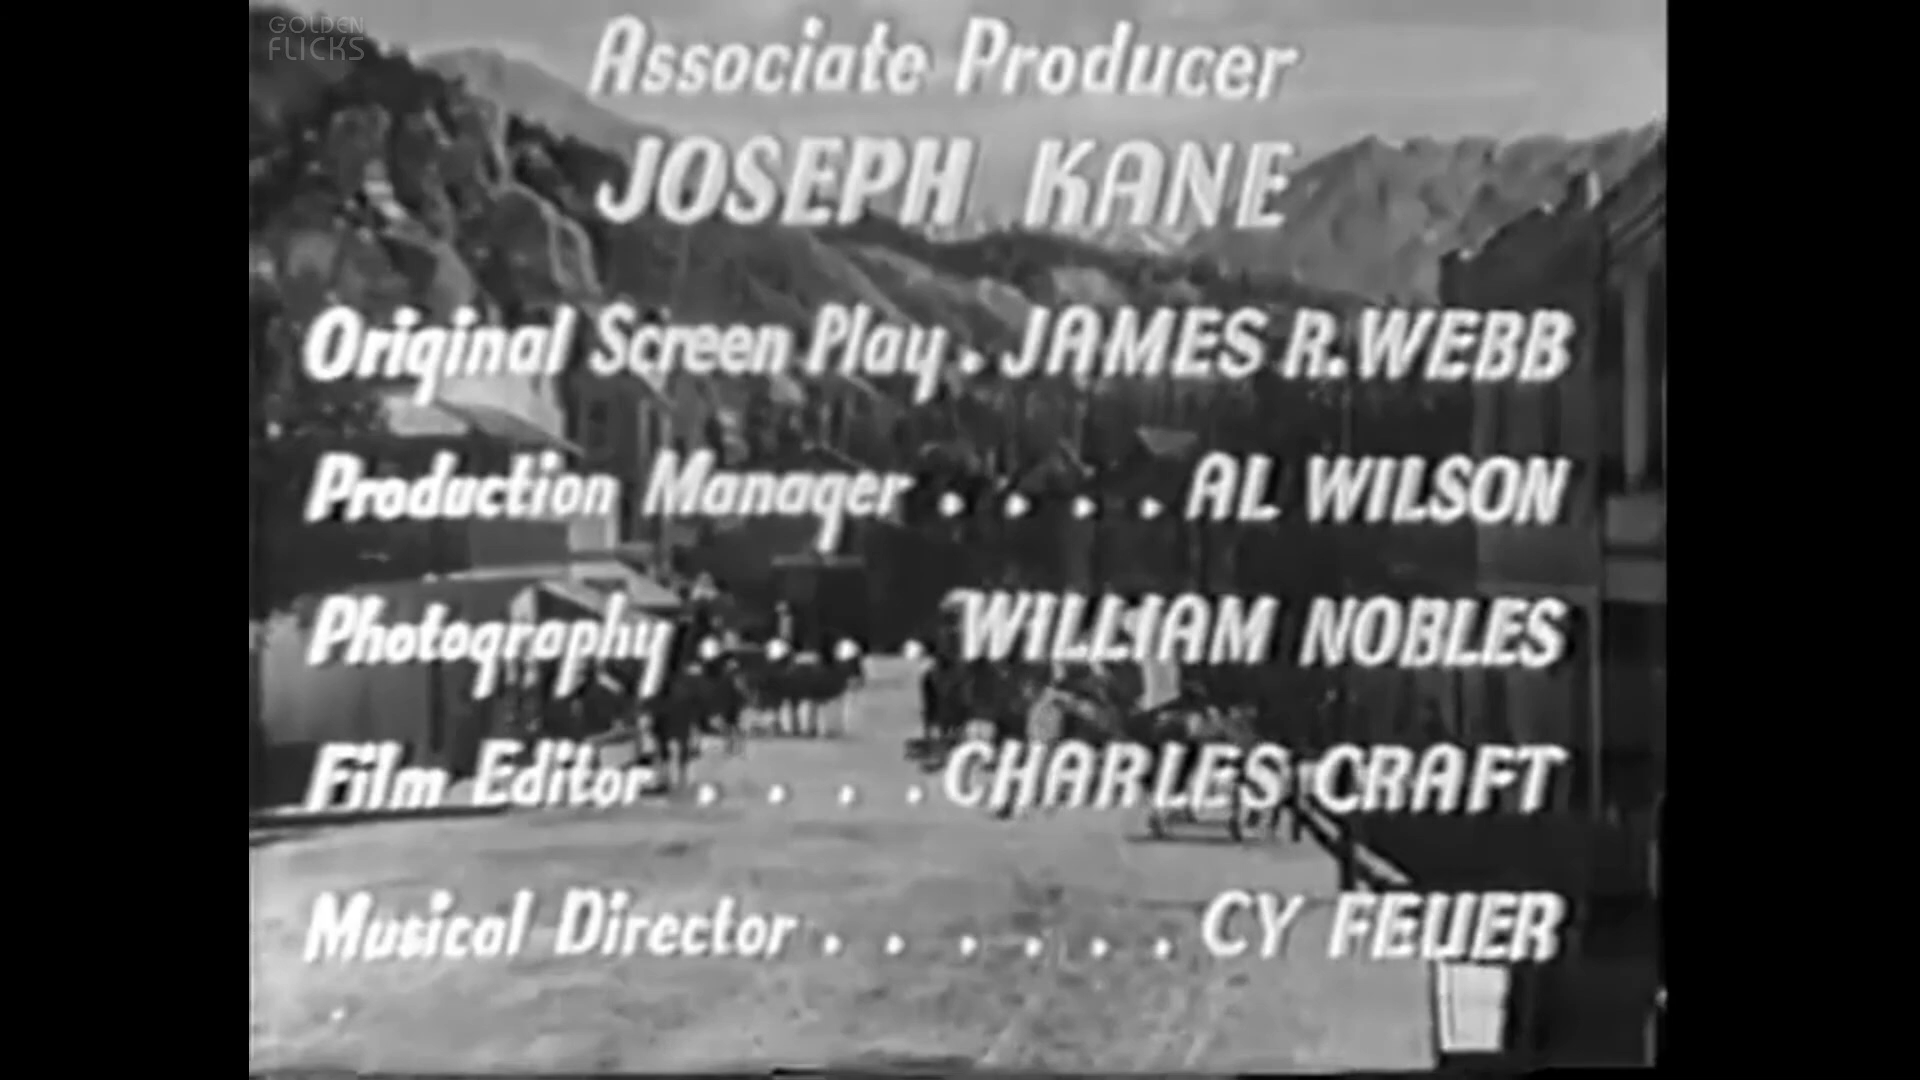 GOLDEN
FLICKS
Associate Producer
JOSEPH KANE
Original Screen Play . JAMES R. WEBB
Production Manager . . . . AL WILSON
Photography . . . . WILLIAM NOBLES
Film Editor . . . . CHARLES CRAFT
Musical Director . . . . . . CY FEUER